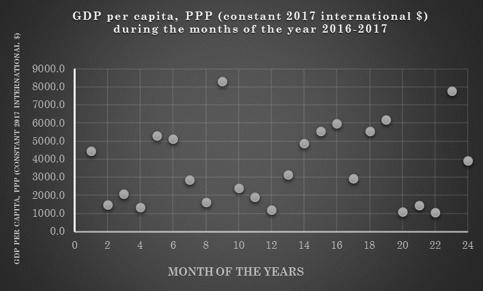 GDP per capita, PPP (constant 2017 international $)
during the months of the year 2016-2017
GDP PER CAPITA, PPP (CONSTANT 2017 INTERNATIONAL $)
9000.0
8000.0
7000.0
6000.0
5000.0
4000.0
3000.0
2000.0
1000.0
0.0
0 2 4 6 8 10 12 14 16 18 20 22 24
MONTH OF THE YEARS